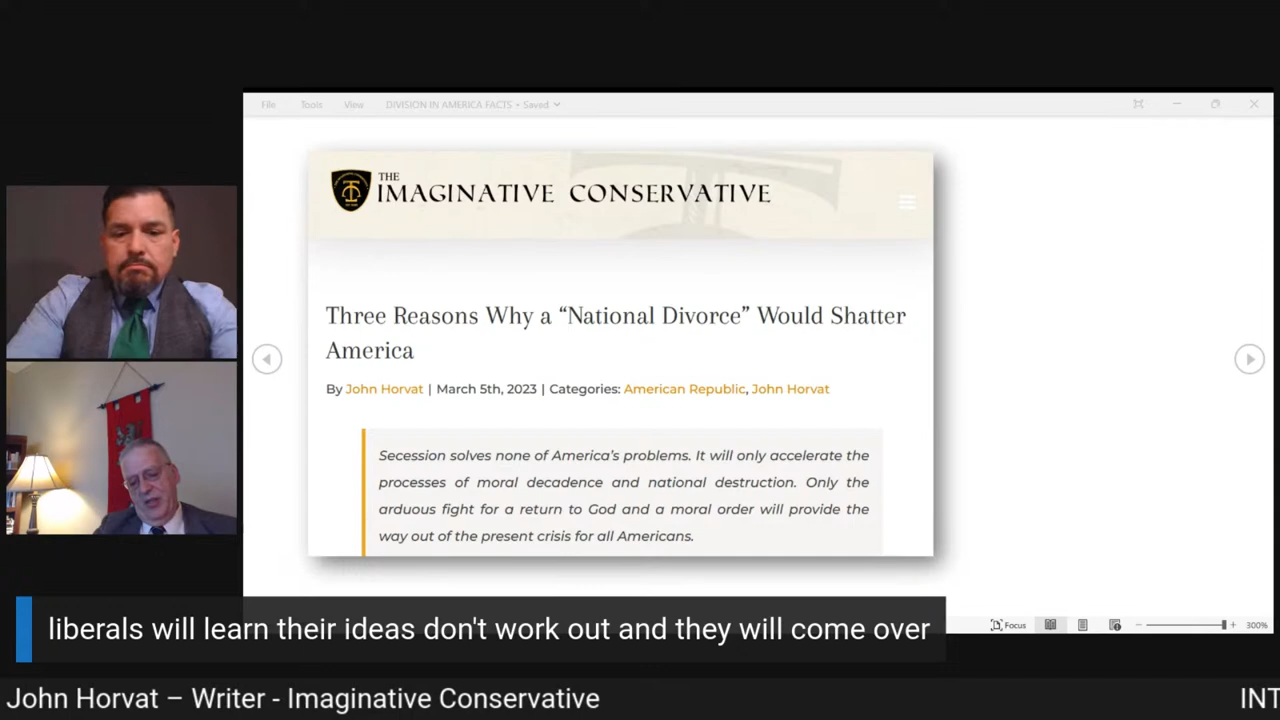 File Tools View DIVISION IN AMERICA FACTS • Saved
THE
IMAGINATIVE CONSERVATIVE
Three Reasons Why a “National Divorce” Would Shatter
America
By John Horvat | March 5th, 2023 | Categories: American Republic, John Horvat
Secession solves none of America’s problems. It will only accelerate the
processes of moral decadence and national destruction. Only the
arduous fight for a return to God and a moral order will provide the
way out of the present crisis for all Americans.
liberals will learn their ideas don't work out and they will come over
Focus 300%
John Horvat – Writer - Imaginative Conservative
INT